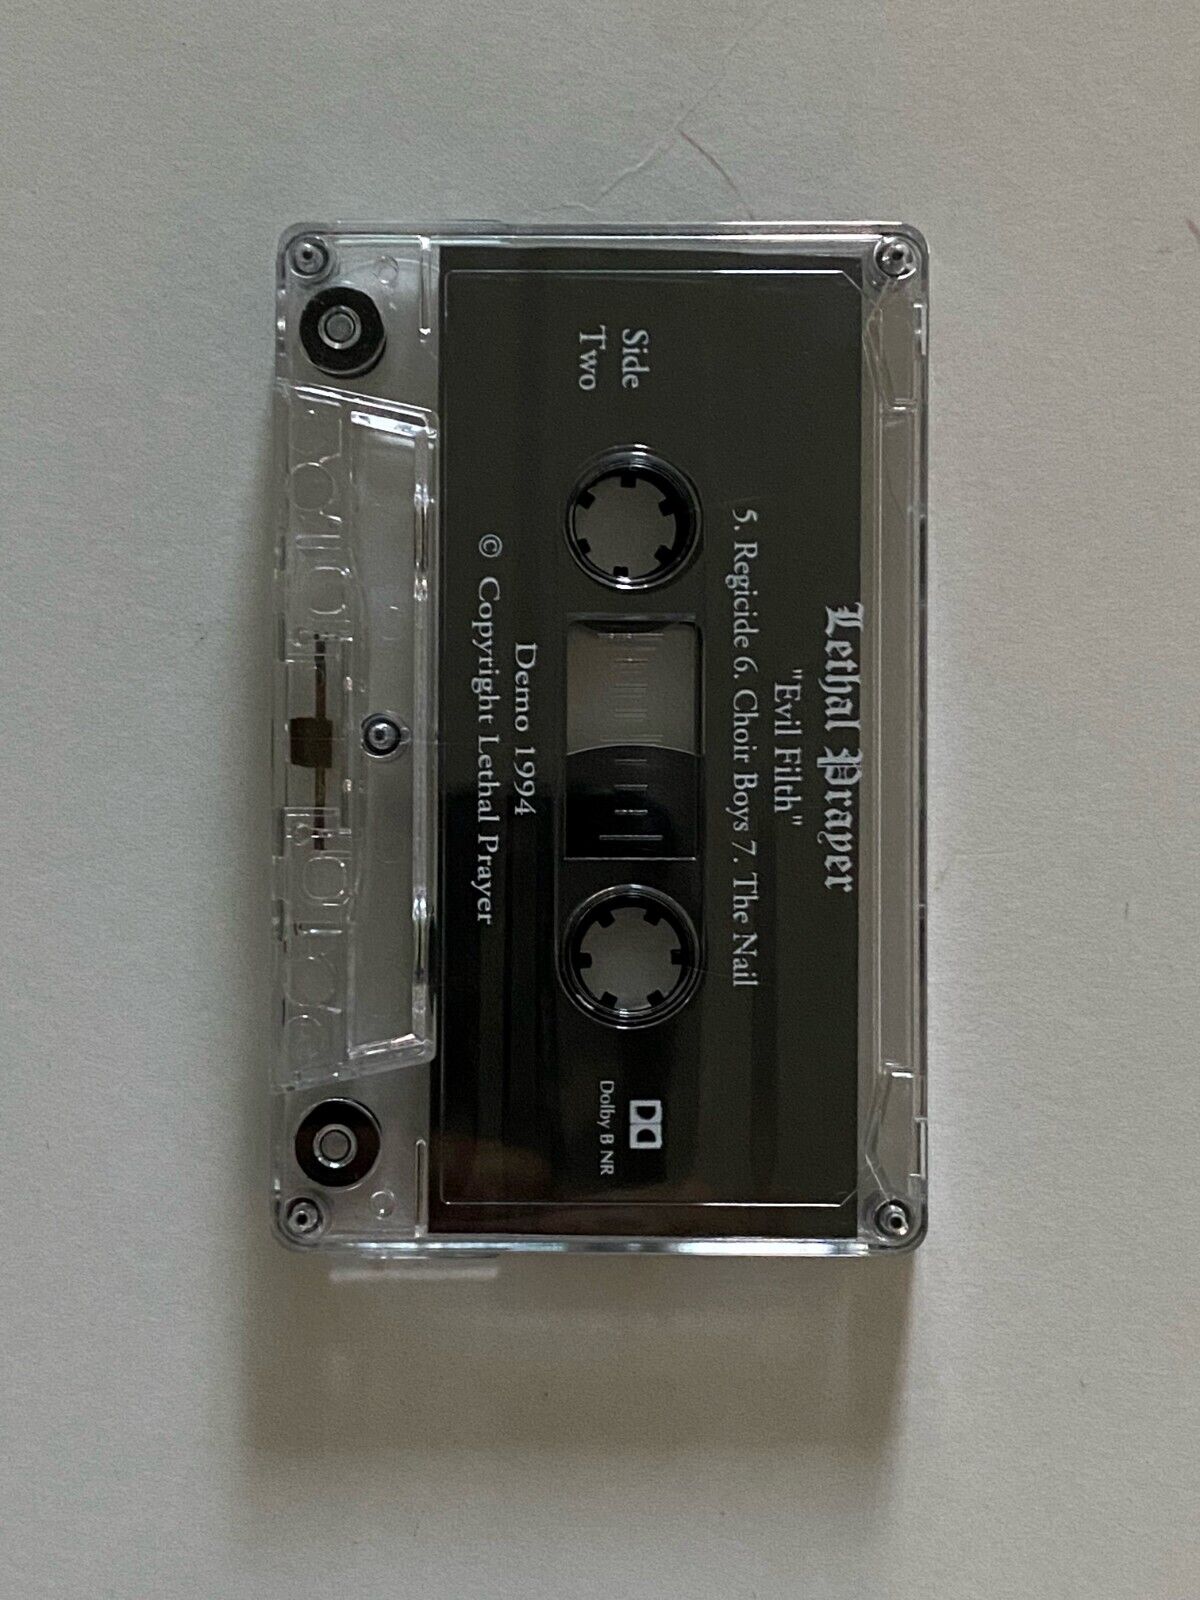 Lethal Prayer
"Evil Filth"
5. Regicide 6. Choir Boys 7. The Nail
Side
Two
Dolby B NR
Demo 1994
© Copyright Lethal Prayer